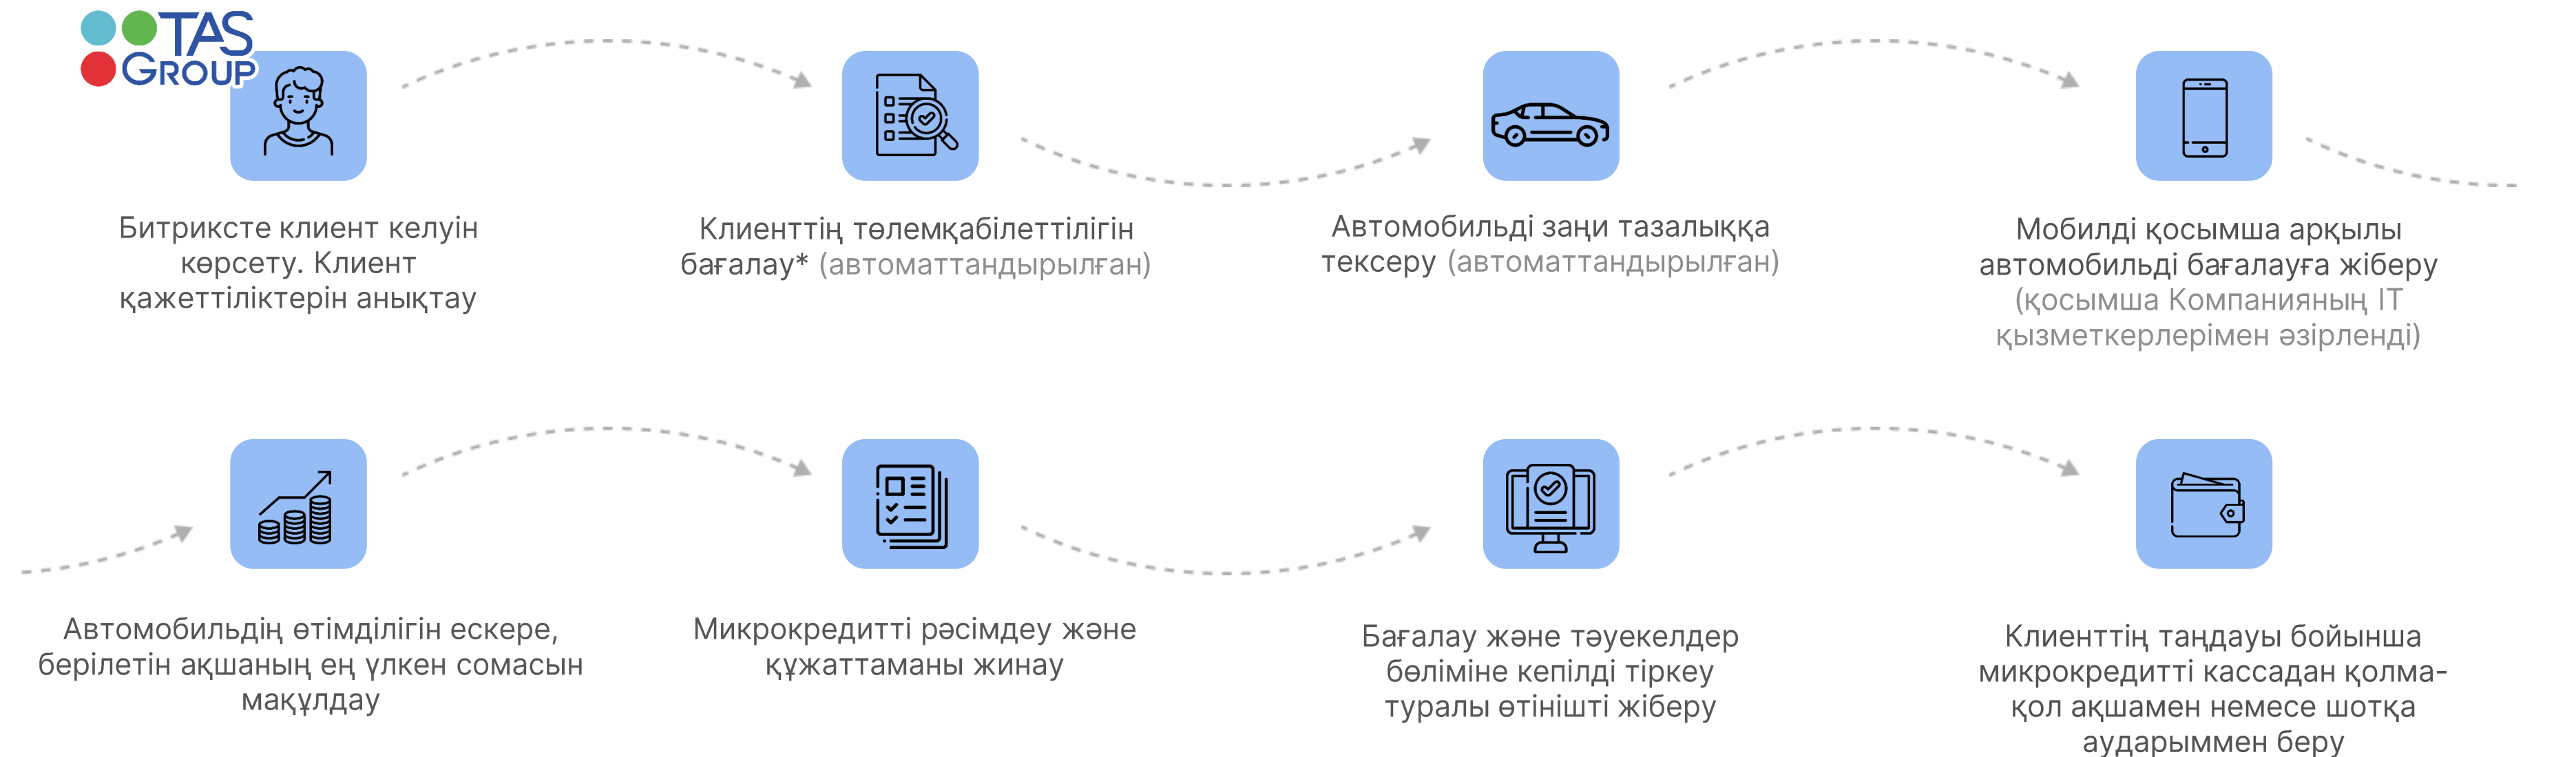 TAS
GROUP
Битриксте клиент келуін
көрсету. Клиент
қажеттіліктерін анықтау
Клиенттің төлемқабілеттілігін
бағалау* (автоматтандырылған)
Автомобильді заңи тазалыққа
тексеру (автоматтандырылған)
Мобилді қосымша арқылы
автомобильді бағалауға жіберу
(қосымша Компанияның IT
қызметкерлерімен әзірленді)
Автомобильдің өтімділігін ескере,
берілетін ақшаның ең үлкен сомасын
мақұлдау
Микрокредитті рәсімдеу және
құжаттаманы жинау
Бағалау және тәуекелдер
бөліміне кепілді тіркеу
туралы өтінішті жіберу
Клиенттің таңдауы бойынша
микрокредитті кассадан қолма-
қол ақшамен немесе шотқа
аударыммен беру